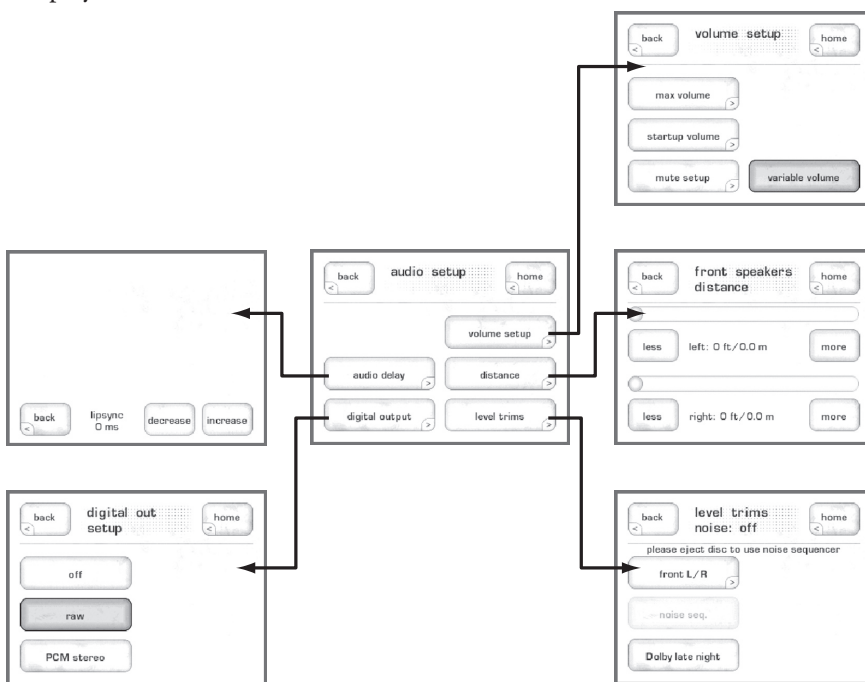 back
volume setup
home
max volume
startup volume
mute setup
variable volume
back
audio setup
home
volume setup
audio delay
distance
digital output
level trims
back
front speakers
distance
home
less
left: 0 ft/0.0 m
more
less
right: 0 ft/0.0 m
more
back
lipsync
0 ms
decrease
increase
back
digital out
setup
home
off
raw
PCM stereo
back
level trims
noise: off
home
please eject disc to use noise sequencer
front L/R
noise seq.
Dolby late night